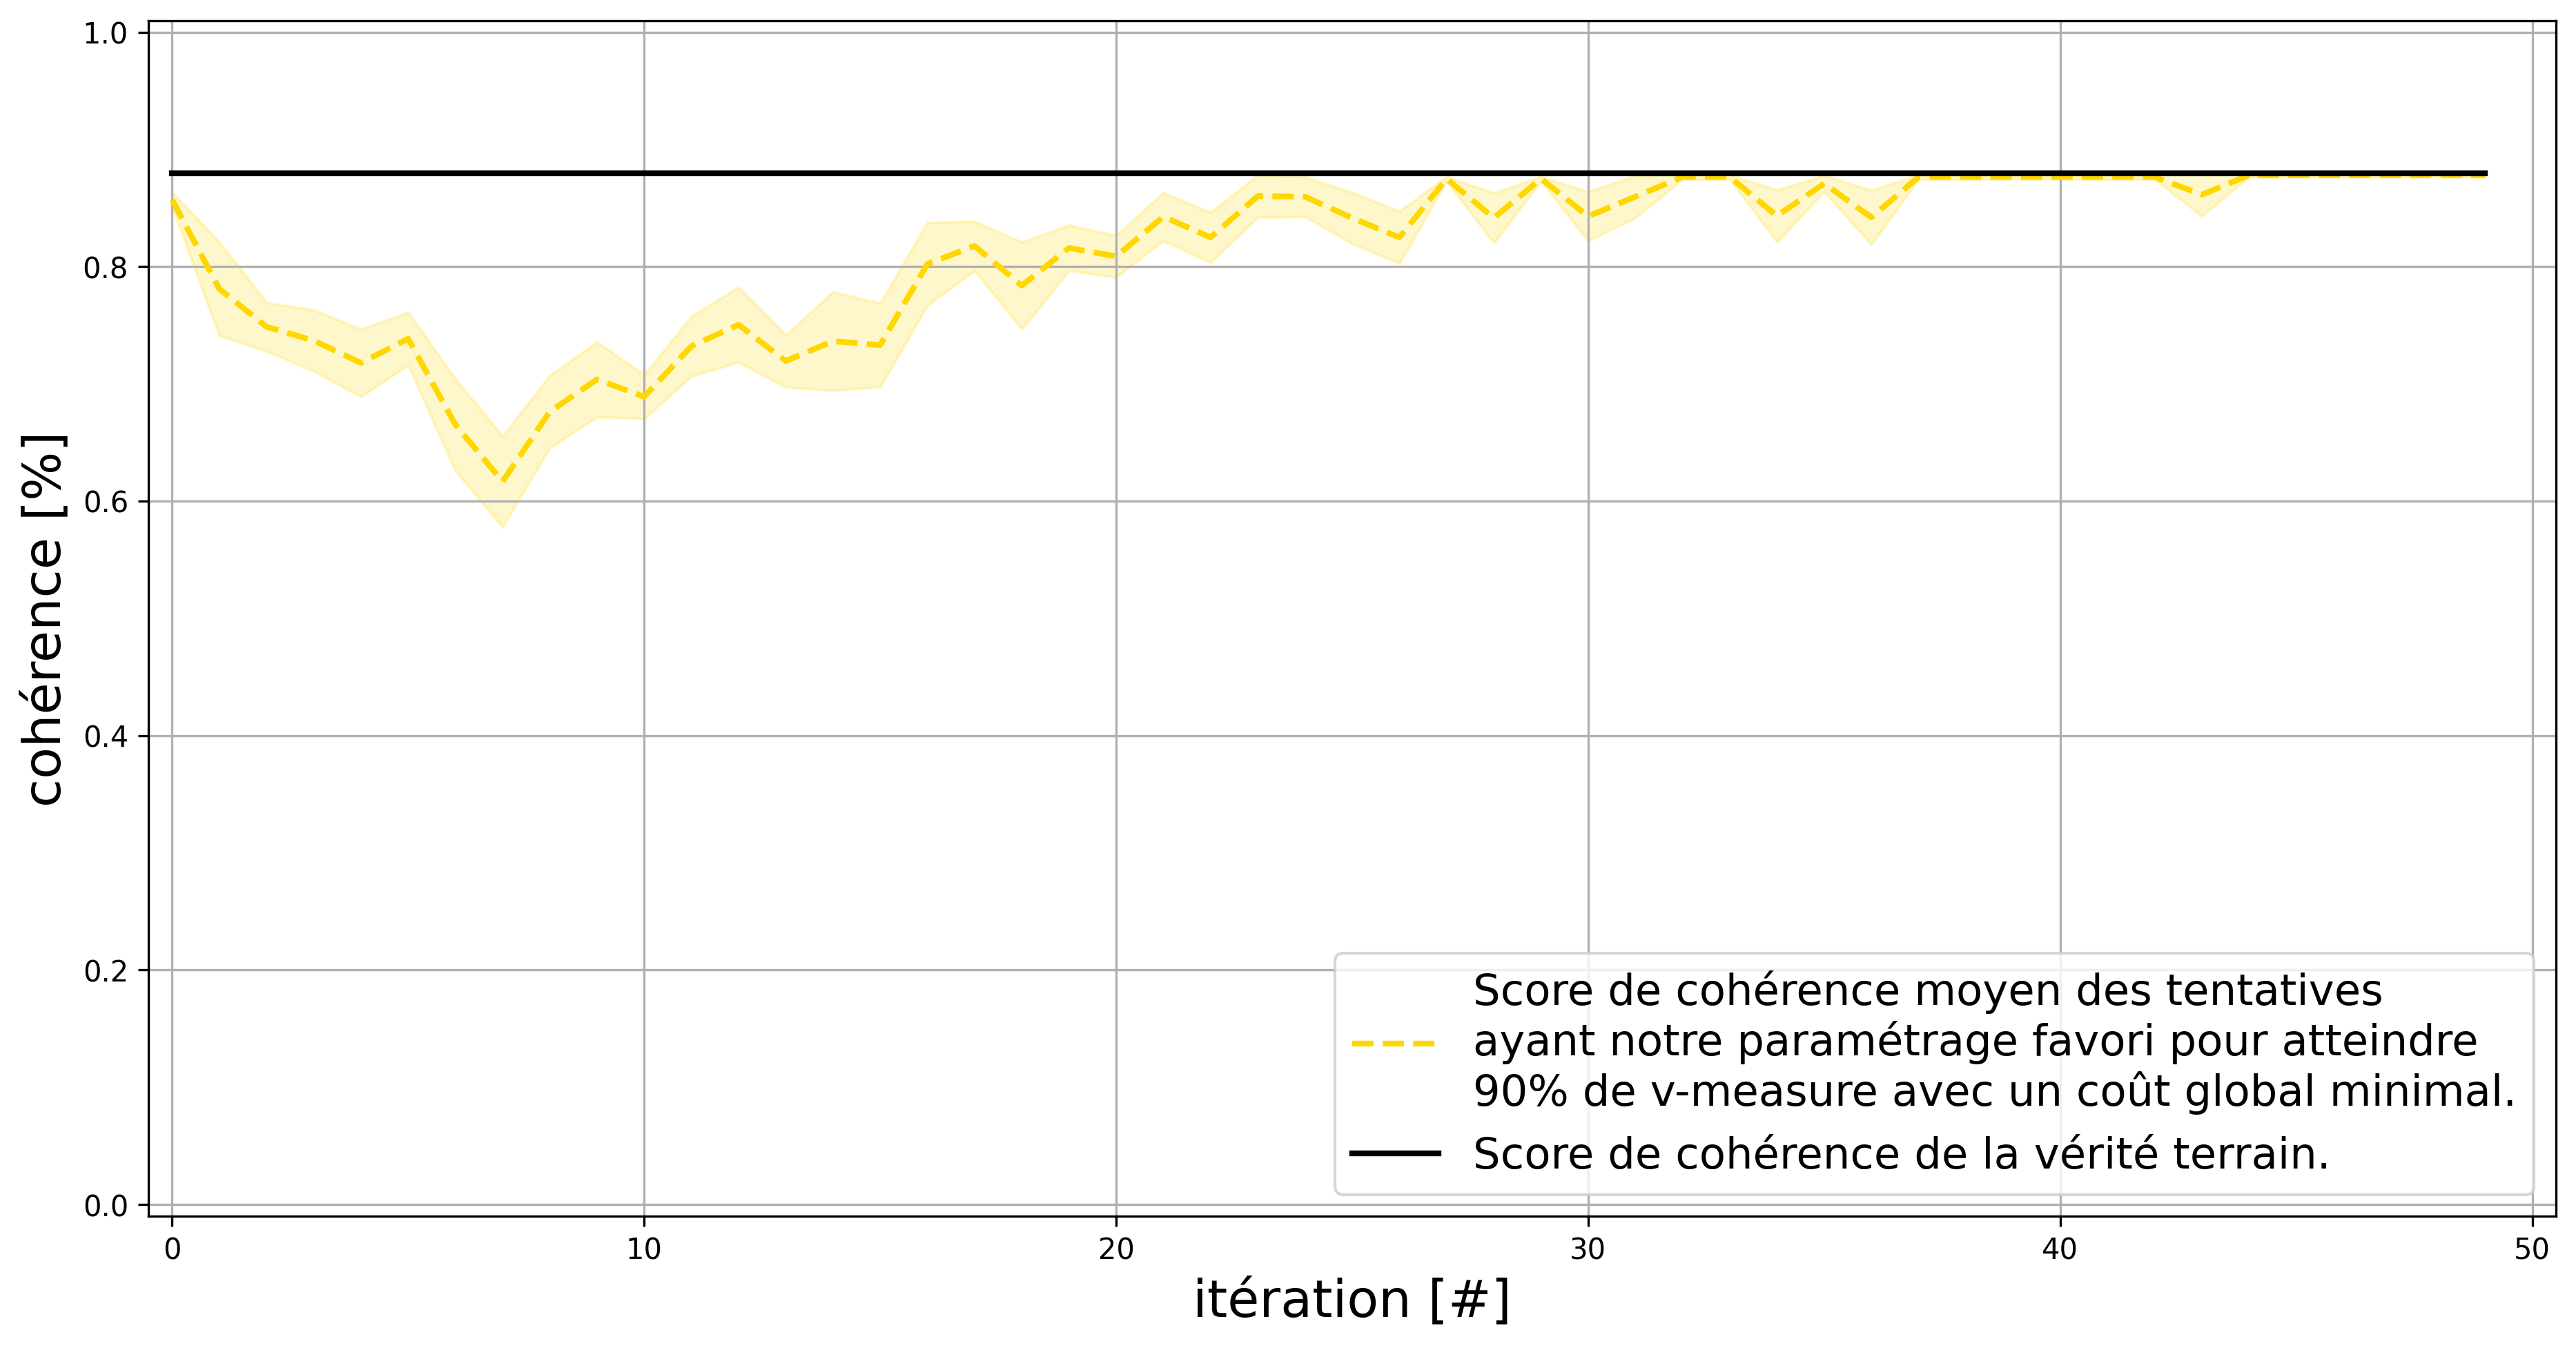 1.0
0.8
0.6
0.4
0.2
0.0
cohérence [%]
0
10
20
30
40
50
itération [#]
Score de cohérence moyen des tentatives
ayant notre paramétrage favori pour atteindre
90% de v-measure avec un coût global minimal.
Score de cohérence de la vérité terrain.